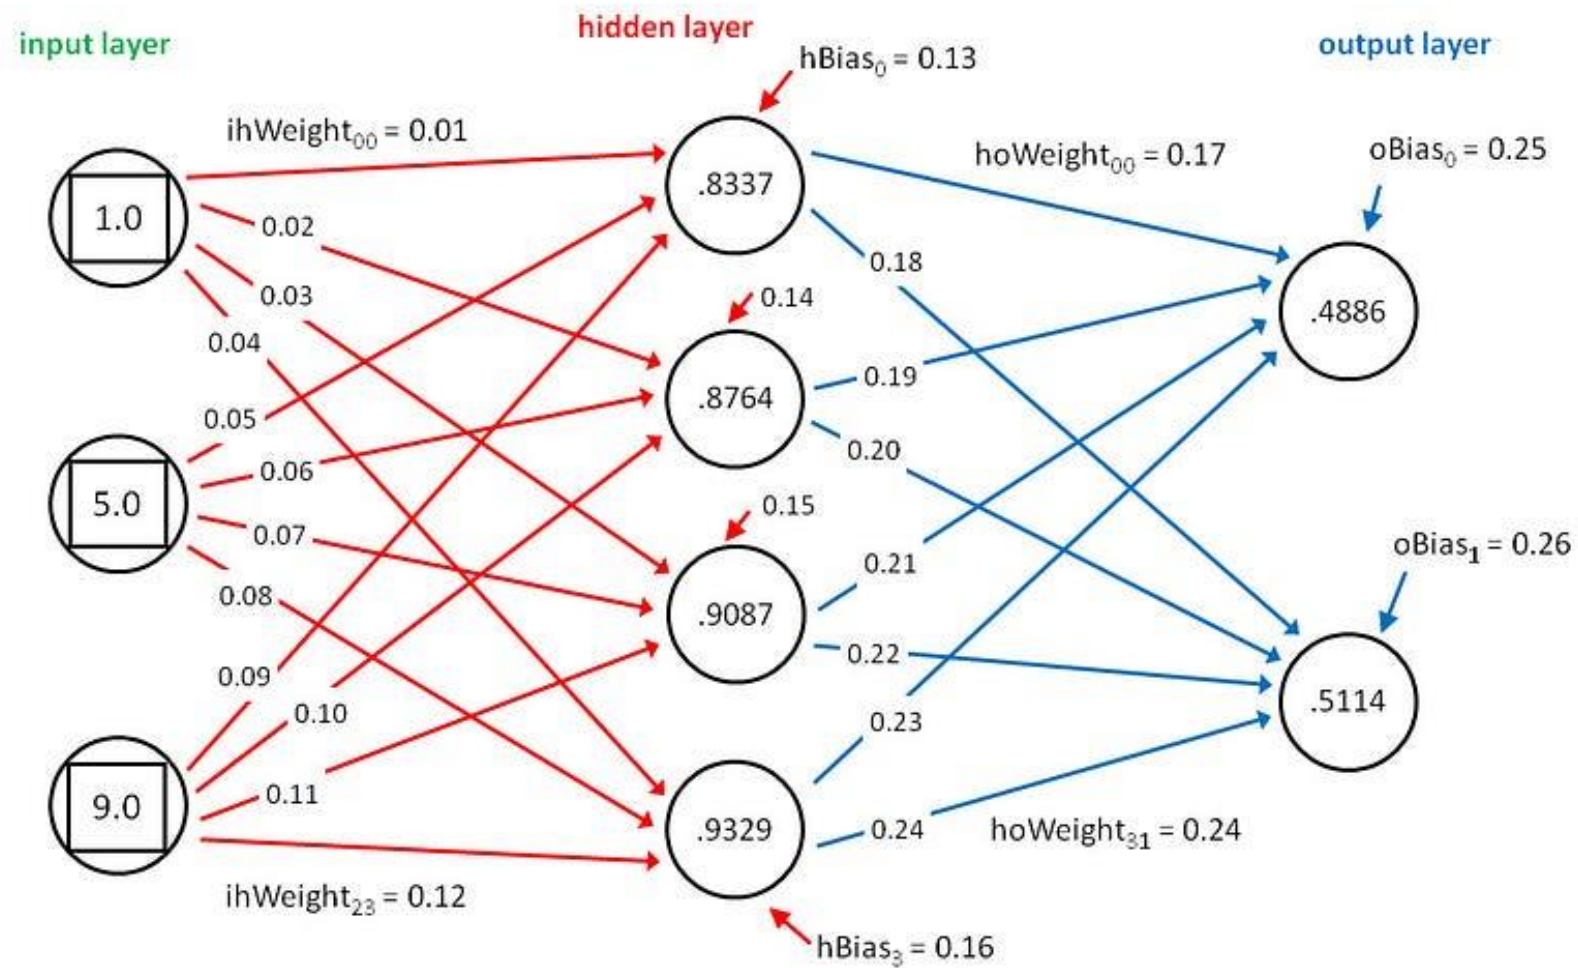 input layer
hidden layer
output layer
hBias₀ = 0.13
ihWeight₀₀ = 0.01
hoWeight₀₀ = 0.17
oBias₀ = 0.25
1.0
.8337
0.02
0.18
0.03
0.14
.4886
0.04
0.19
.8764
0.05
0.20
0.06
5.0
0.15
0.07
oBias₁ = 0.26
0.21
0.08
.9087
0.22
0.09
.5114
0.10
0.23
0.11
9.0
.9329
0.24
hoWeight₃₁ = 0.24
ihWeight₂₃ = 0.12
hBias₃ = 0.16